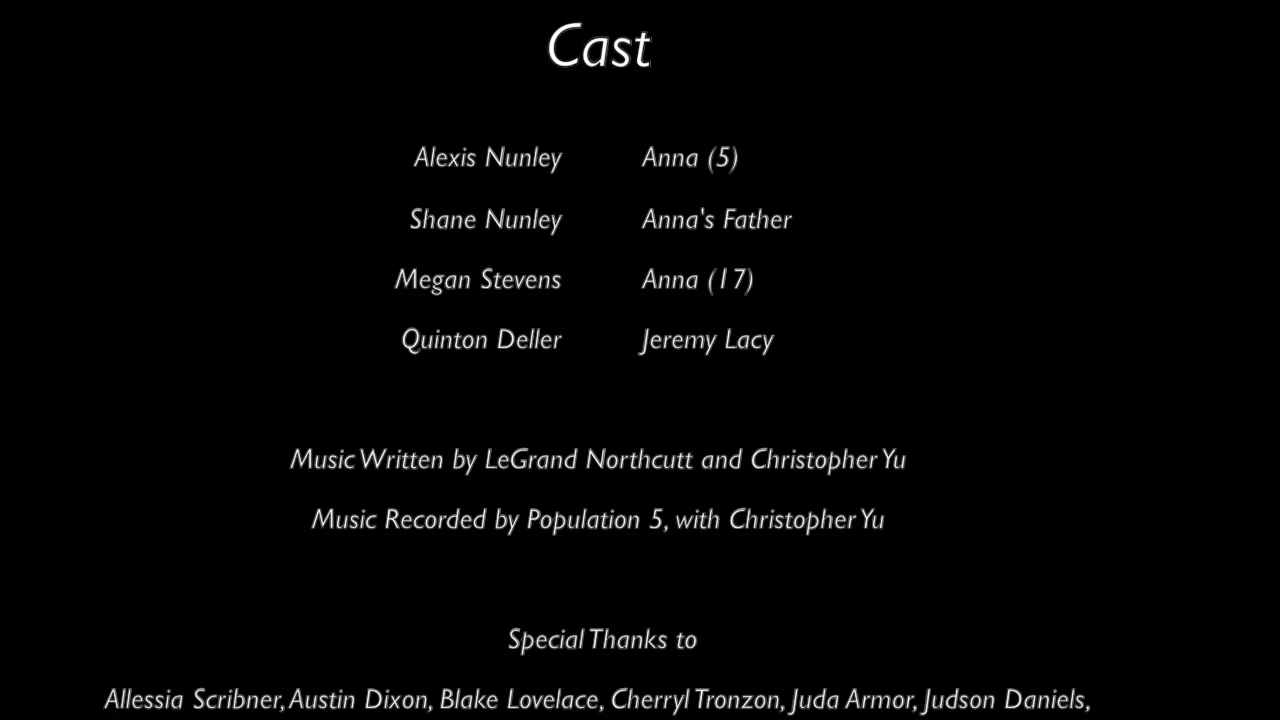 Cast
Alexis Nunley Anna (5)
Shane Nunley Anna's Father
Megan Stevens Anna (17)
Quinton Deller Jeremy Lacy
Music Written by LeGrand Northcutt and Christopher Yu
Music Recorded by Population 5, with Christopher Yu
Special Thanks to
Allessia Scribner, Austin Dixon, Blake Lovelace, Cherryl Tronzon, Juda Armor, Judson Daniels,